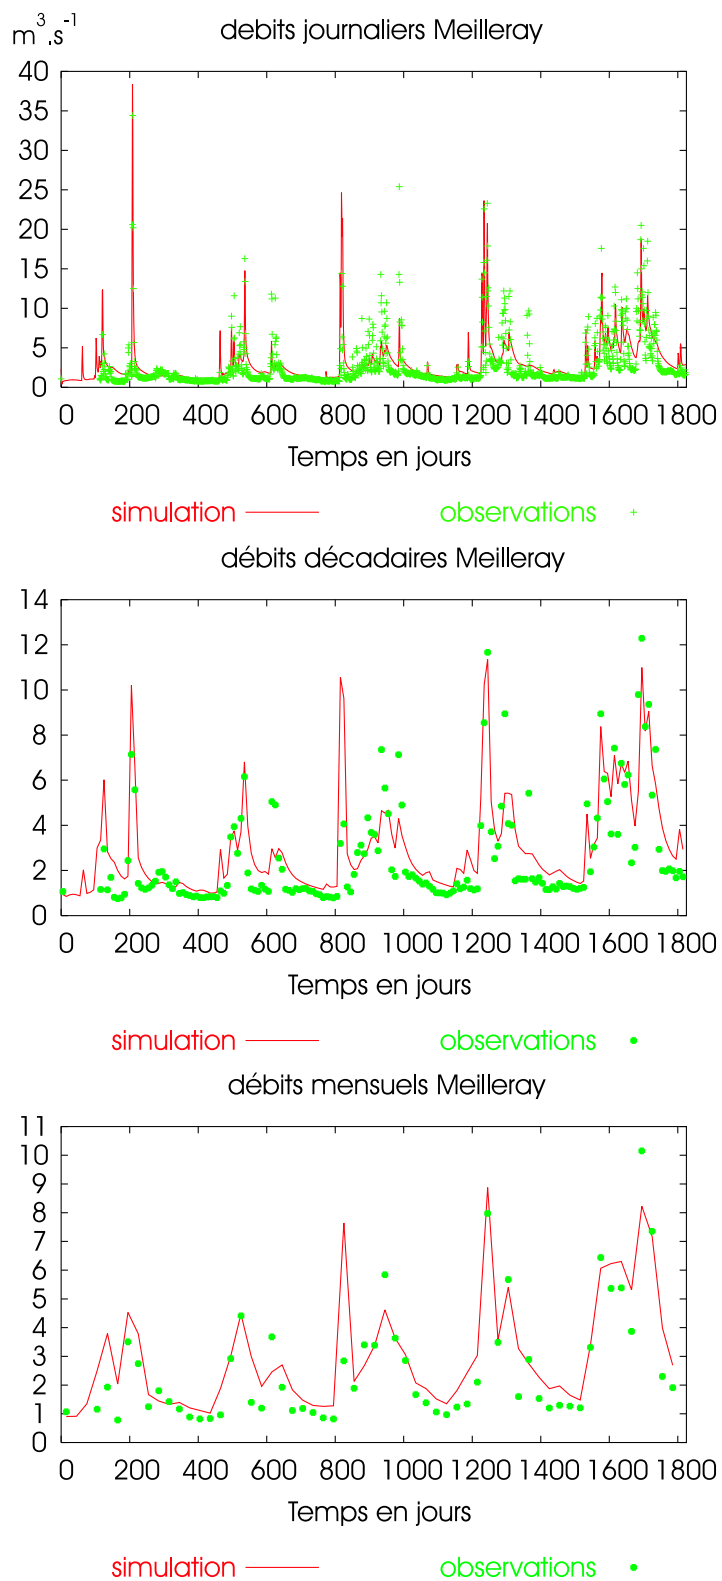 m³.s⁻¹
debits journaliers Meilleray
40
35
30
25
20
15
10
5
0
0 200 400 600 800 1000 1200 1400 1600 1800
Temps en jours
simulation observations
débits décadaires Meilleray
14
12
10
8
6
4
2
0
0 200 400 600 800 1000 1200 1400 1600 1800
Temps en jours
simulation observations
débits mensuels Meilleray
11
10
9
8
7
6
5
4
3
2
1
0
0 200 400 600 800 1000 1200 1400 1600 1800
Temps en jours
simulation observations